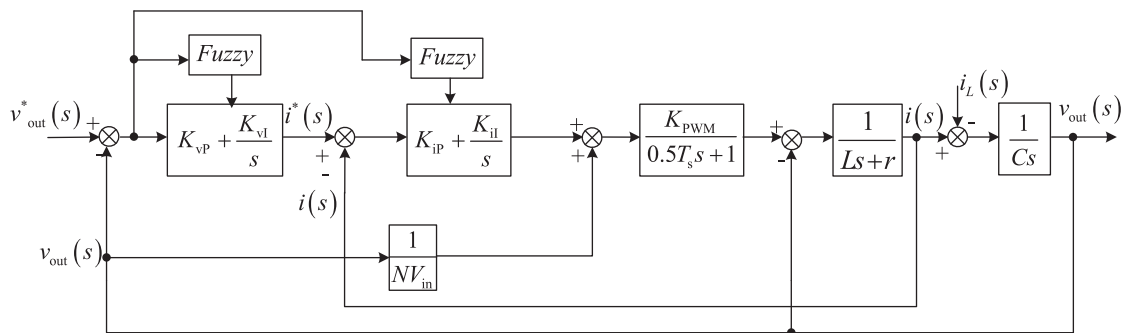 Fuzzy
Fuzzy
v*out(s)
+
-
KvP + KvI/s
i*(s)
+
-
i(s)
KiP + KiI/s
+
+
KPWM/0.5Tss+1
+
-
1/Ls+r
i(s)
+
iL(s)
-
1/Cs
vout(s)
vout(s)
1/NVin